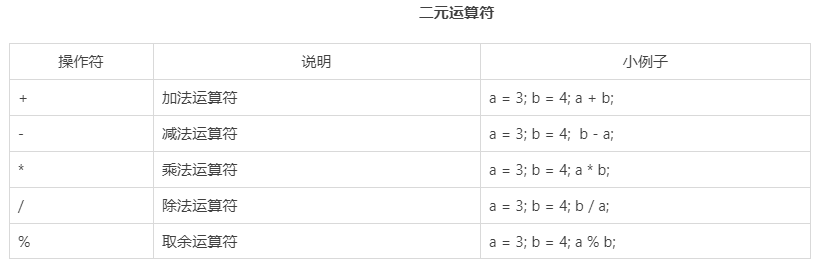 二元运算符
操作符 说明 小例子
+ 加法运算符 a = 3; b = 4; a + b;
- 减法运算符 a = 3; b = 4;  b - a;
* 乘法运算符 a = 3; b = 4; a * b;
/ 除法运算符 a = 3; b = 4; b / a;
% 取余运算符 a = 3; b = 4; a % b;